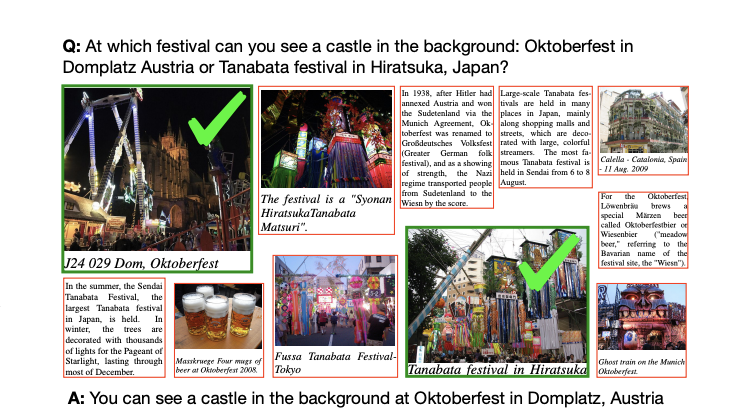 Q: At which festival can you see a castle in the background: Oktoberfest in
Domplatz Austria or Tanabata festival in Hiratsuka, Japan?
J24 029 Dom, Oktoberfest
The festival is a "Syonan
HiratsukaTanabata
Matsuri".
In 1938, after Hitler had
annexed Austria and won
the Sudetenland via the
Munich Agreement, Ok-
toberfest was renamed to
Großdeutsches Volksfest
(Greater German folk
festival), and as a showing
of strength, the Nazi
regime transported people
from Sudetenland to the
Wiesn by the score.
Large-scale Tanabata fes-
tivals are held in many
places in Japan, mainly
along shopping malls and
streets, which are deco-
rated with large, colorful
streamers. The most fa-
mous Tanabata festival is
held in Sendai from 6 to 8
August.
Calella - Catalonia, Spain
- 11 Aug. 2009
For the Oktoberfest,
Löwenbräu brews a
special Märzen beer
called Oktoberfestbier or
Wiesenbier ("meadow
beer," referring to the
Bavarian name of the
festival site, the "Wiesn").
In the summer, the Sendai
Tanabata Festival, the
largest Tanabata festival
in Japan, is held. In
winter, the trees are
decorated with thousands
of lights for the Pageant of
Starlight, lasting through
most of December.
Masskruege Four mugs of
beer at Oktoberfest 2008.
Fussa Tanabata Festival-
Tokyo
Tanabata festival in Hiratsuka
Ghost train on the Munich
Oktoberfest.
A: You can see a castle in the background at Oktoberfest in Domplatz, Austria